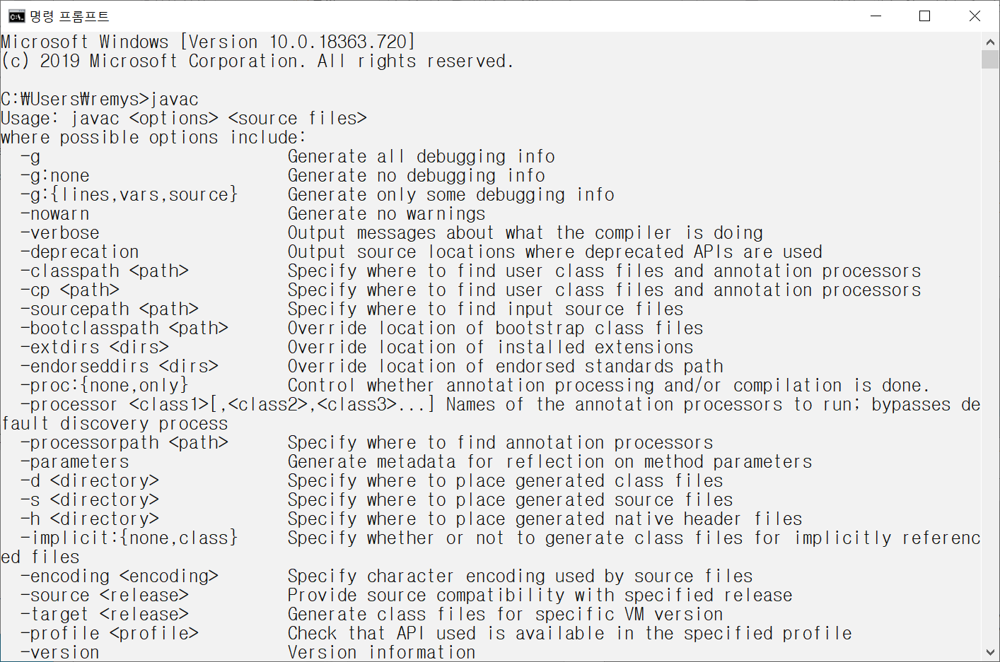 명령 프롬프트
Microsoft Windows [Version 10.0.18363.720]
(c) 2019 Microsoft Corporation. All rights reserved.

C:₩Users₩remys>javac
Usage: javac <options> <source files>
where possible options include:
  -g                         Generate all debugging info
  -g:none                    Generate no debugging info
  -g:{lines,vars,source}     Generate only some debugging info
  -nowarn                    Generate no warnings
  -verbose                   Output messages about what the compiler is doing
  -deprecation               Output source locations where deprecated APIs are used
  -classpath <path>          Specify where to find user class files and annotation processors
  -cp <path>                 Specify where to find user class files and annotation processors
  -sourcepath <path>         Specify where to find input source files
  -bootclasspath <path>      Override location of bootstrap class files
  -extdirs <dirs>            Override location of installed extensions
  -endorseddirs <dirs>       Override location of endorsed standards path
  -proc:{none,only}          Control whether annotation processing and/or compilation is done.
  -processor <class1>[,<class2>,<class3>...] Names of the annotation processors to run; bypasses de
fault discovery process
  -processorpath <path>      Specify where to find annotation processors
  -parameters                Generate metadata for reflection on method parameters
  -d <directory>             Specify where to place generated class files
  -s <directory>             Specify where to place generated source files
  -h <directory>             Specify where to place generated native header files
  -implicit:{none,class}     Specify whether or not to generate class files for implicitly referenc
ed files
  -encoding <encoding>       Specify character encoding used by source files
  -source <release>          Provide source compatibility with specified release
  -target <release>          Generate class files for specific VM version
  -profile <profile>         Check that API used is available in the specified profile
  -version                   Version information